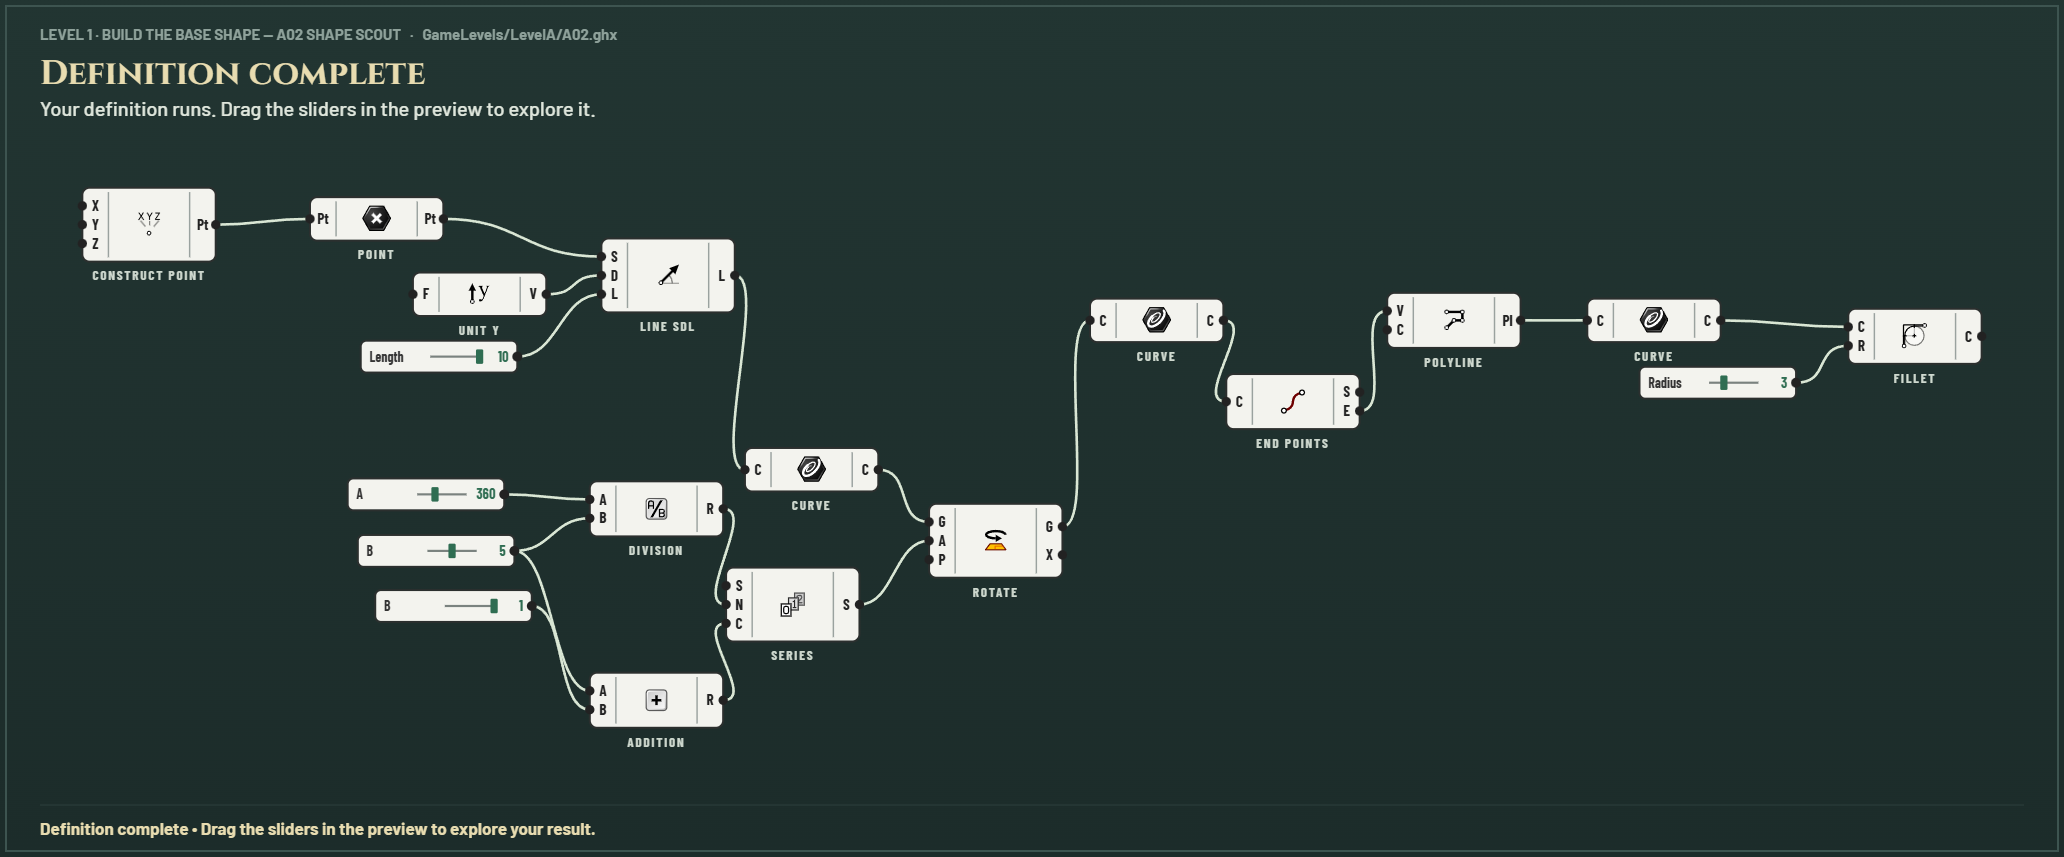 LEVEL 1 · BUILD THE BASE SHAPE — A02 SHAPE SCOUT · GameLevels/LevelA/A02.ghx
DEFINITION COMPLETE
Your definition runs. Drag the sliders in the preview to explore it.
X
Y
Z
XYZ
Pt
CONSTRUCT POINT
Pt
Pt
POINT
F
y
V
UNIT Y
Length
10
S
D
L
L
LINE SDL
A
360
B
5
B
1
A
B
A/B
R
DIVISION
A
B
+
R
ADDITION
C
C
CURVE
S
N
C
0
1
2
S
SERIES
G
A
P
G
X
ROTATE
C
C
CURVE
C
S
E
END POINTS
V
C
Pl
POLYLINE
C
C
CURVE
Radius
3
C
R
C
FILLET
Definition complete • Drag the sliders in the preview to explore your result.